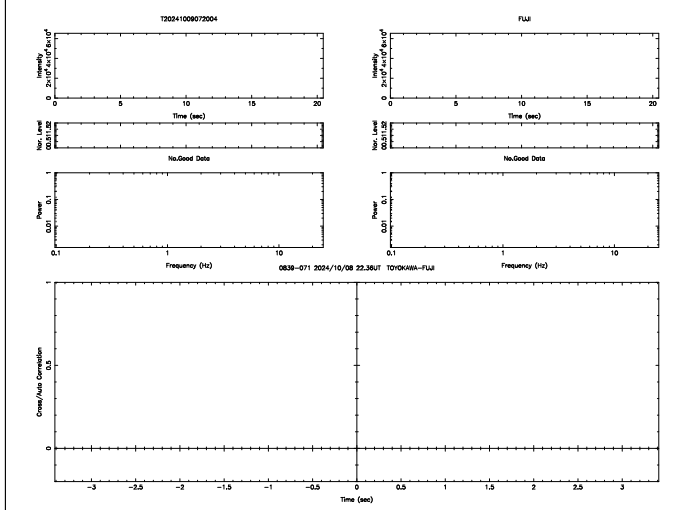 T20241009072004
FUJI
Intensity
0 2×10⁴ 4×10⁴ 6×10⁴
0 5 10 15 20
Time (sec)
Intensity
0 2×10⁴ 4×10⁴ 6×10⁴
0 5 10 15 20
Time (sec)
Nor. Level
00.511.52
Nor. Level
00.511.52
No.Good Data
No.Good Data
Power
0.01 0.1 1
0.1 1 10
Frequency (Hz)
Power
0.01 0.1 1
0.1 1 10
Frequency (Hz)
0839-071 2024/10/08 22.36UT TOYOKAWA-FUJI
Cross/Auto Correlation
0 0.5 1
-3 -2.5 -2 -1.5 -1 -0.5 0 0.5 1 1.5 2 2.5 3
Time (sec)